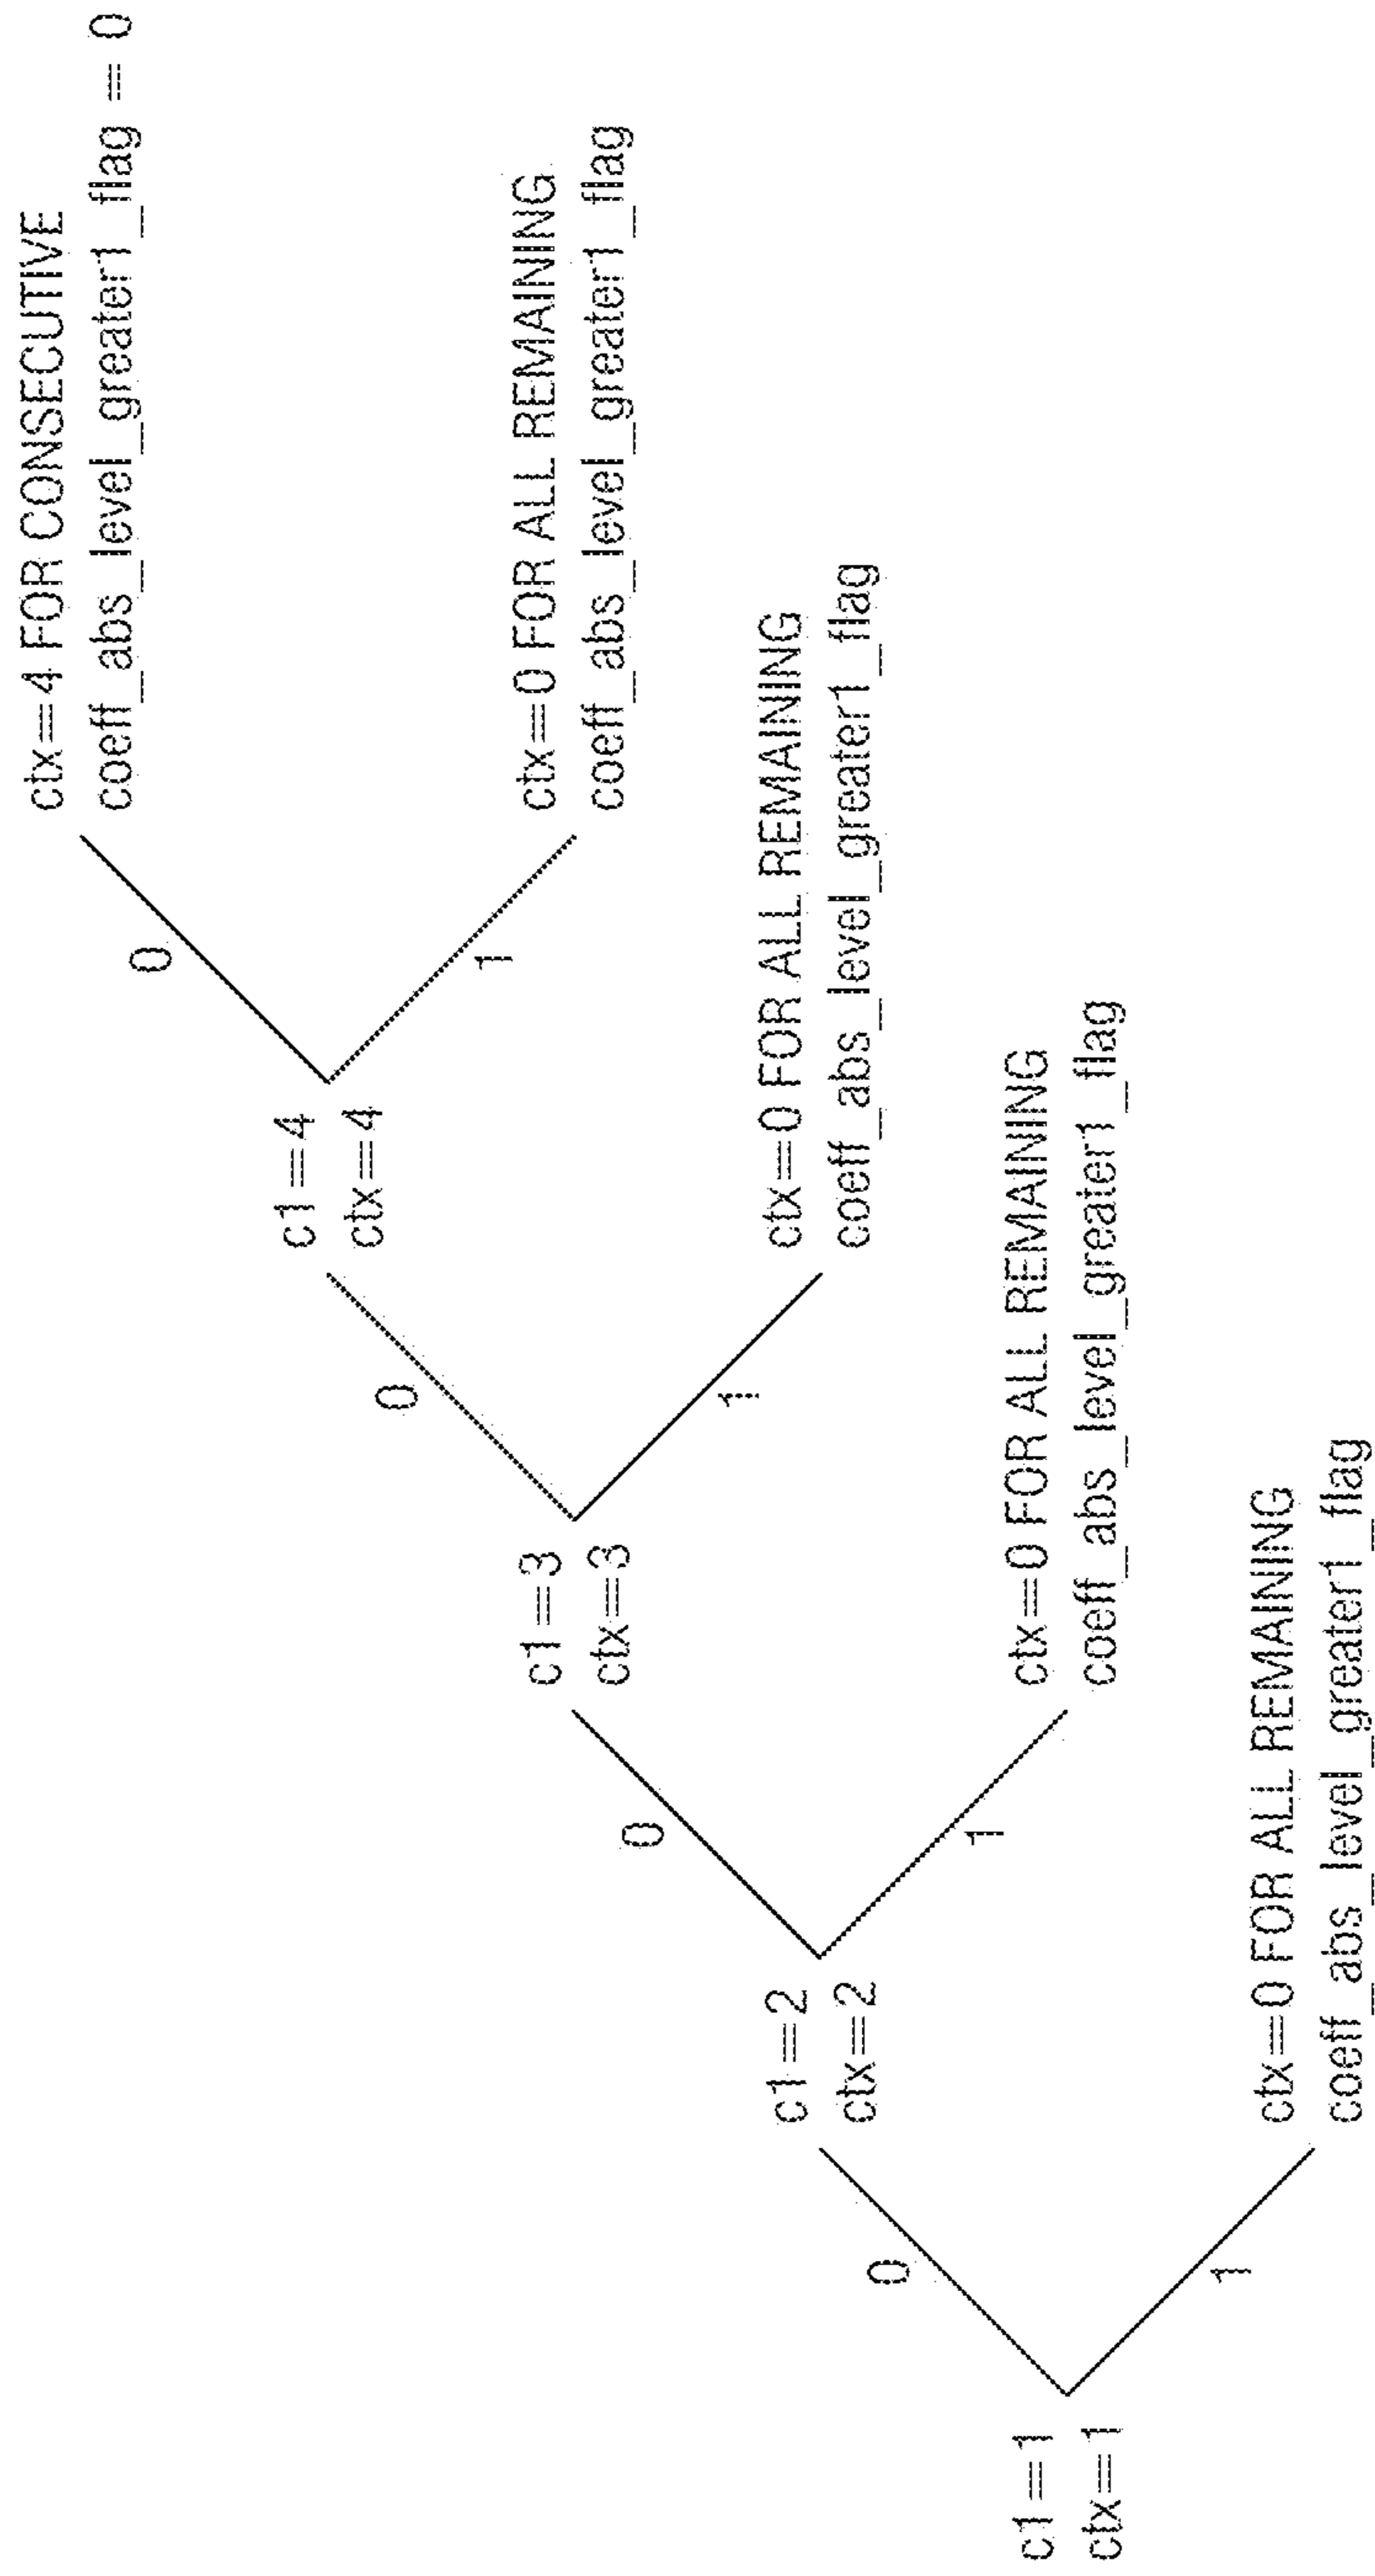 c1=1
ctx=1
0
1
c1=2
ctx=2
ctx=0 FOR ALL REMAINING
coeff_abs_level_greater1_flag
0
1
c1=3
ctx=3
ctx=0 FOR ALL REMAINING
coeff_abs_level_greater1_flag
0
1
c1=4
ctx=4
ctx=0 FOR ALL REMAINING
coeff_abs_level_greater1_flag
0
1
ctx=4 FOR CONSECUTIVE
coeff_abs_level_greater1_flag = 0
ctx=0 FOR ALL REMAINING
coeff_abs_level_greater1_flag